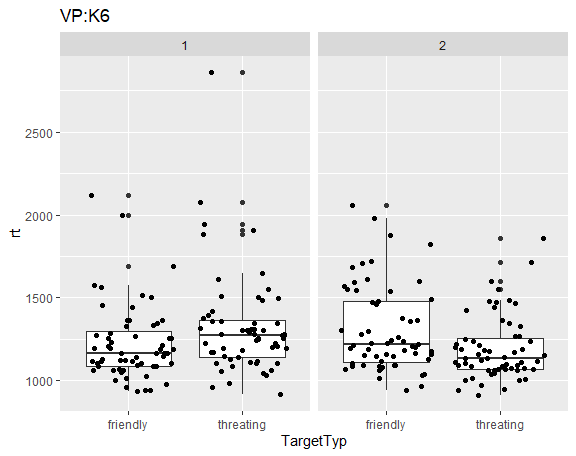 VP:K6
1 2
2500
2000
1500
1000
rt
friendly threating friendly threating
TargetTyp